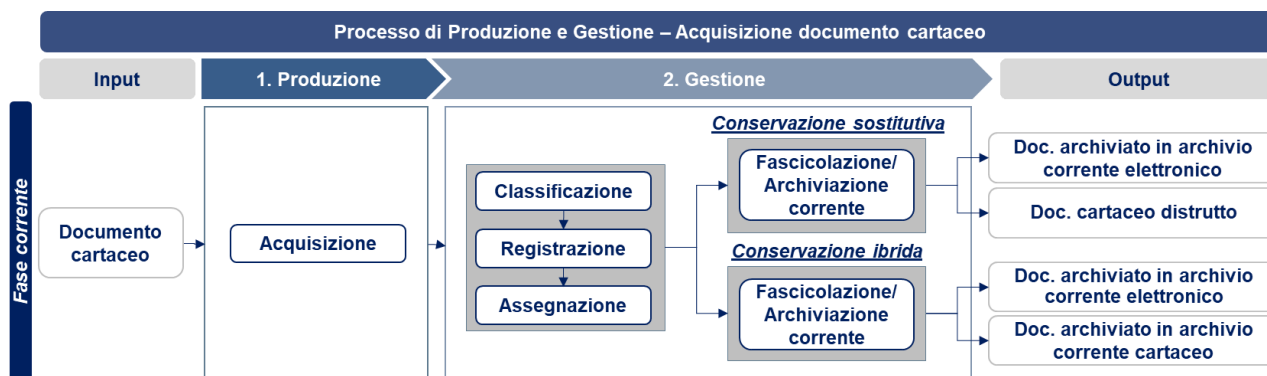 Processo di Produzione e Gestione – Acquisizione documento cartaceo
Input
1. Produzione
2. Gestione
Output
Fase corrente
Documento
cartaceo
Acquisizione
Classificazione
Registrazione
Assegnazione
Conservazione sostitutiva
Fascicolazione/
Archiviazione
corrente
Conservazione ibrida
Fascicolazione/
Archiviazione
corrente
Doc. archiviato in archivio
corrente elettronico
Doc. cartaceo distrutto
Doc. archiviato in archivio
corrente elettronico
Doc. archiviato in archivio
corrente cartaceo